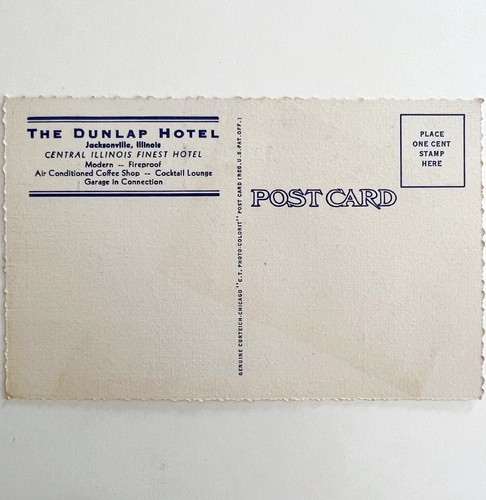 THE DUNLAP HOTEL
Jacksonville, Illinois
CENTRAL ILLINOIS FINEST HOTEL
Modern -- Fireproof
Air Conditioned Coffee Shop -- Cocktail Lounge
Garage in Connection
GENUINE CURTEICH-CHICAGO "C.T. PHOTO-COLORIT" POST CARD (REG. U.S. PAT. OFF.)
POST CARD
PLACE
ONE CENT
STAMP
HERE